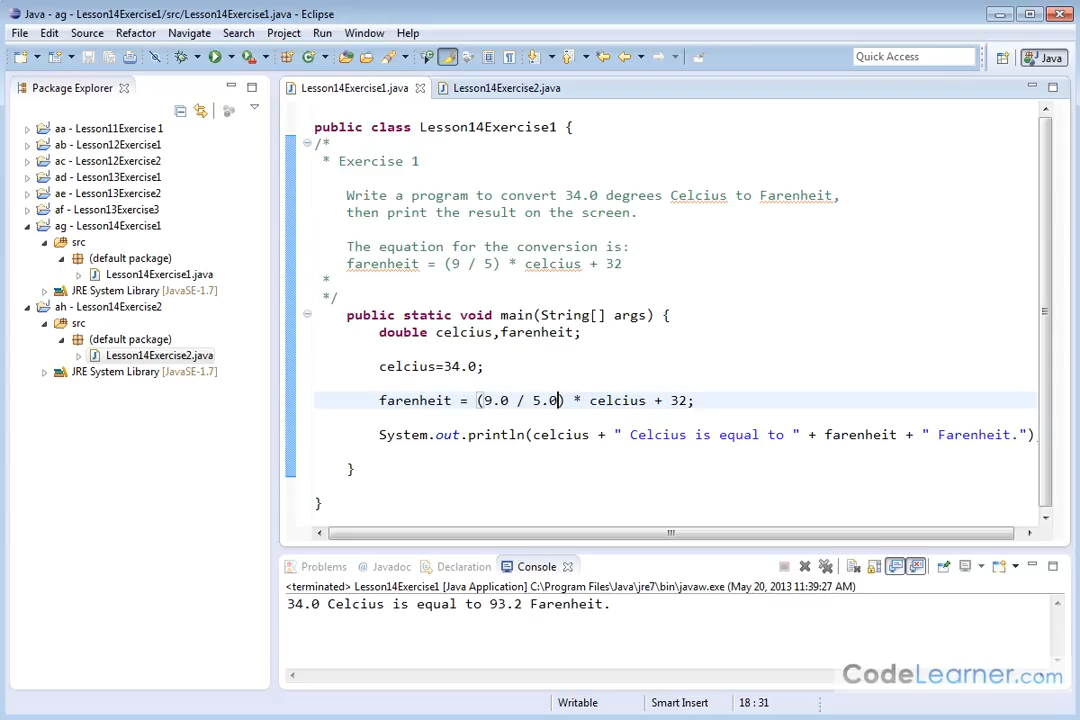 Java - ag - Lesson14Exercise1/src/Lesson14Exercise1.java - Eclipse
File Edit Source Refactor Navigate Search Project Run Window Help
Quick Access
Java
Package Explorer
aa - Lesson11Exercise 1
ab - Lesson12Exercise1
ac - Lesson12Exercise2
ad - Lesson13Exercise1
ae - Lesson13Exercise2
af - Lesson13Exercise3
ag - Lesson14Exercise1
src
(default package)
Lesson14Exercise1.java
JRE System Library [JavaSE-1.7]
ah - Lesson14Exercise2
src
(default package)
Lesson14Exercise2.java
JRE System Library [JavaSE-1.7]
Lesson14Exercise1.java Lesson14Exercise2.java
public class Lesson14Exercise1 {
/*
* Exercise 1
Write a program to convert 34.0 degrees Celcius to Farenheit,
then print the result on the screen.
The equation for the conversion is:
farenheit = (9 / 5) * celcius + 32
*
*/
public static void main(String[] args) {
double celcius,farenheit;
celcius=34.0;
farenheit = (9.0 / 5.0) * celcius + 32;
System.out.println(celcius + " Celcius is equal to " + farenheit + " Farenheit.")
}
}
Problems Javadoc Declaration Console
<terminated> Lesson14Exercise1 [Java Application] C:\Program Files\Java\jre7\bin\javaw.exe (May 20, 2013 11:39:27 AM)
34.0 Celcius is equal to 93.2 Farenheit.
CodeLearner.com
Writable Smart Insert 18 : 31